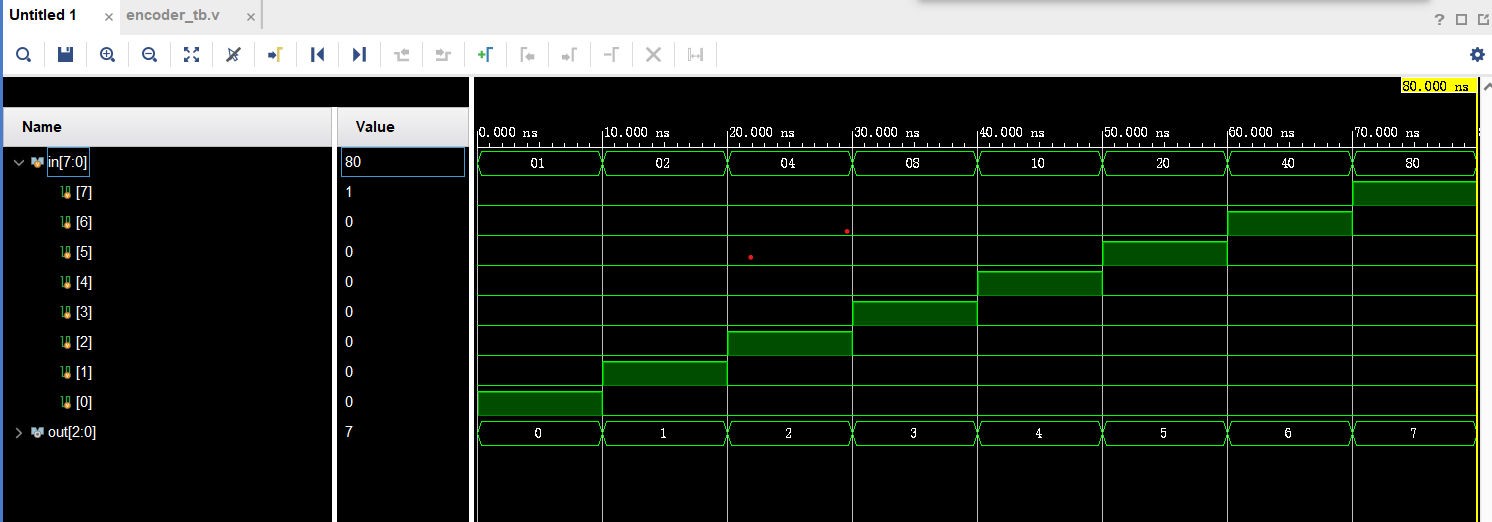 Untitled 1 × encoder_tb.v ×
?
80.000 ns
Name Value
0.000 ns 10.000 ns 20.000 ns 30.000 ns 40.000 ns 50.000 ns 60.000 ns 70.000 ns
in[7:0] 80 01 02 04 08 10 20 40 80
[7] 1
[6] 0
[5] 0
[4] 0
[3] 0
[2] 0
[1] 0
[0] 0
out[2:0] 7 0 1 2 3 4 5 6 7